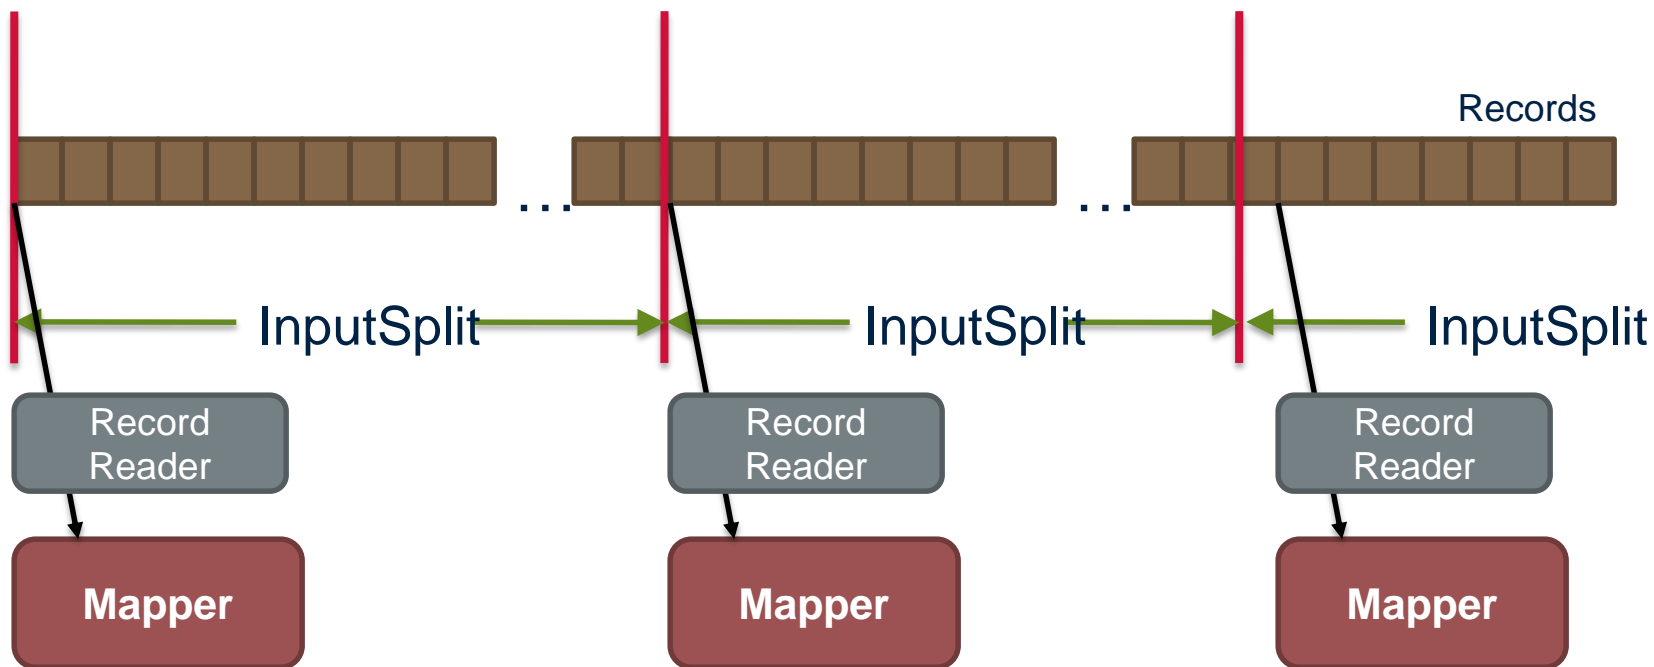 Records
…
…
InputSplit
InputSplit
InputSplit
Record
Reader
Record
Reader
Record
Reader
Mapper
Mapper
Mapper